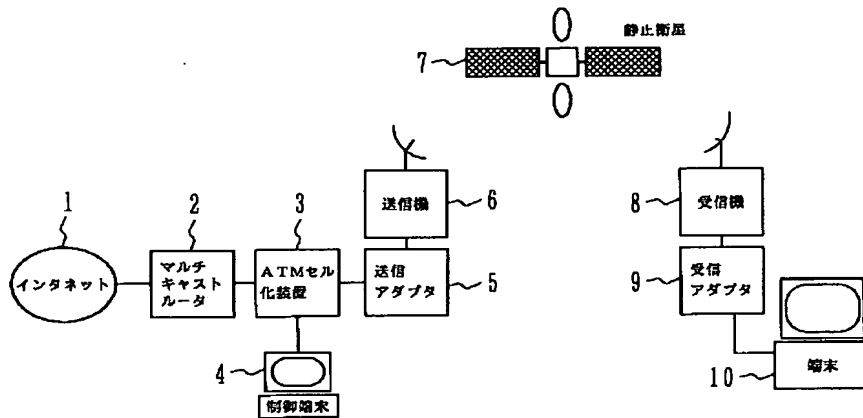 静止衛星
7
1
インタネット
2
マルチ
キャスト
ルータ
3
ATMセル
化装置
4
制御端末
送信機
6
送信
アダプタ
5
8
受信機
9
受信
アダプタ
端末
10